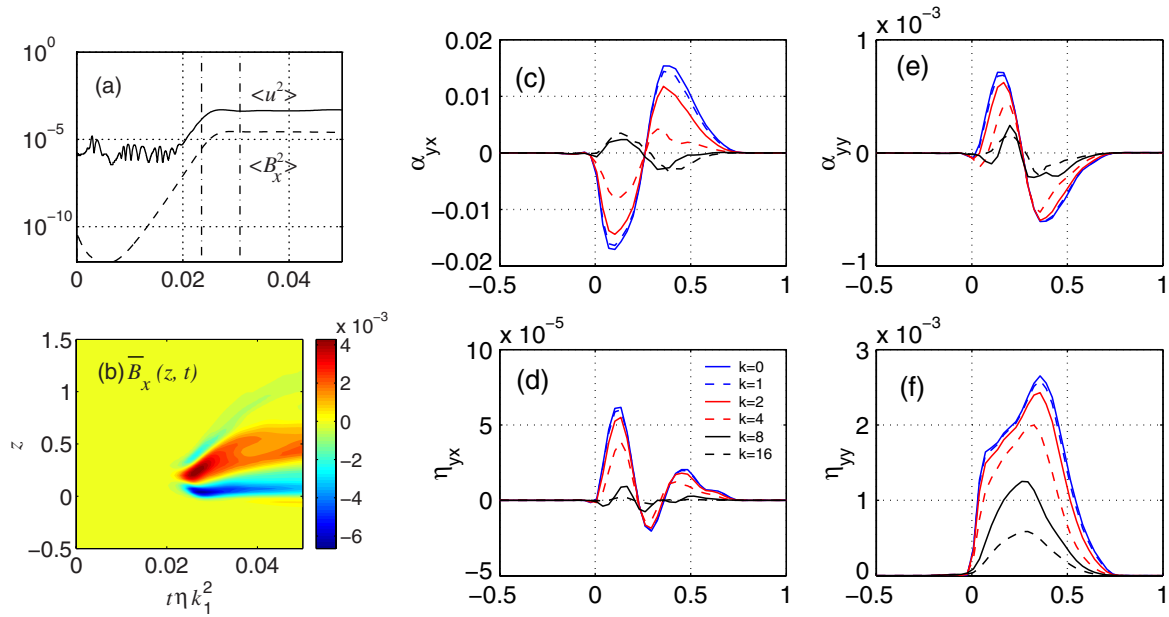 (a)
10^0
10^-5
10^-10
<u^2>
<B_x^2>
0
0.02
0.04
(b) B̅_x (z, t)
x 10^-3
1.5
1
0.5
0
−0.5
z
4
2
0
−2
−4
−6
0
0.02
0.04
tηk_1^2
(c)
0.02
0.01
0
−0.01
−0.02
α_yx
−0.5
0
0.5
1
(e)
x 10^-3
1
0
−1
α_yy
−0.5
0
0.5
1
(d)
x 10^-5
10
5
0
−5
η_yx
k=0
k=1
k=2
k=4
k=8
k=16
−0.5
0
0.5
1
(f)
x 10^-3
3
2
1
0
η_yy
−0.5
0
0.5
1